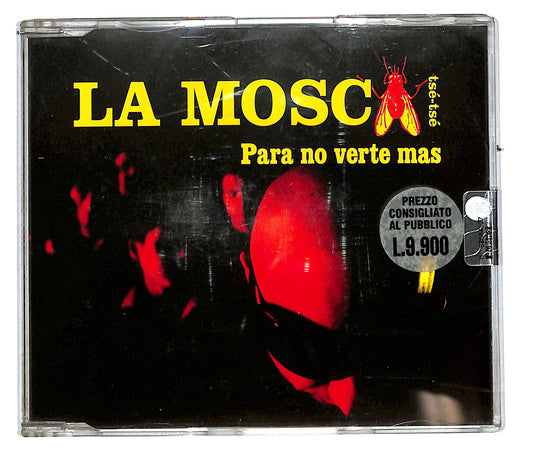 LA MOSC
tsé-tsé
Para no verte mas
PREZZO
CONSIGLIATO
AL PUBBLICO
L.9.900